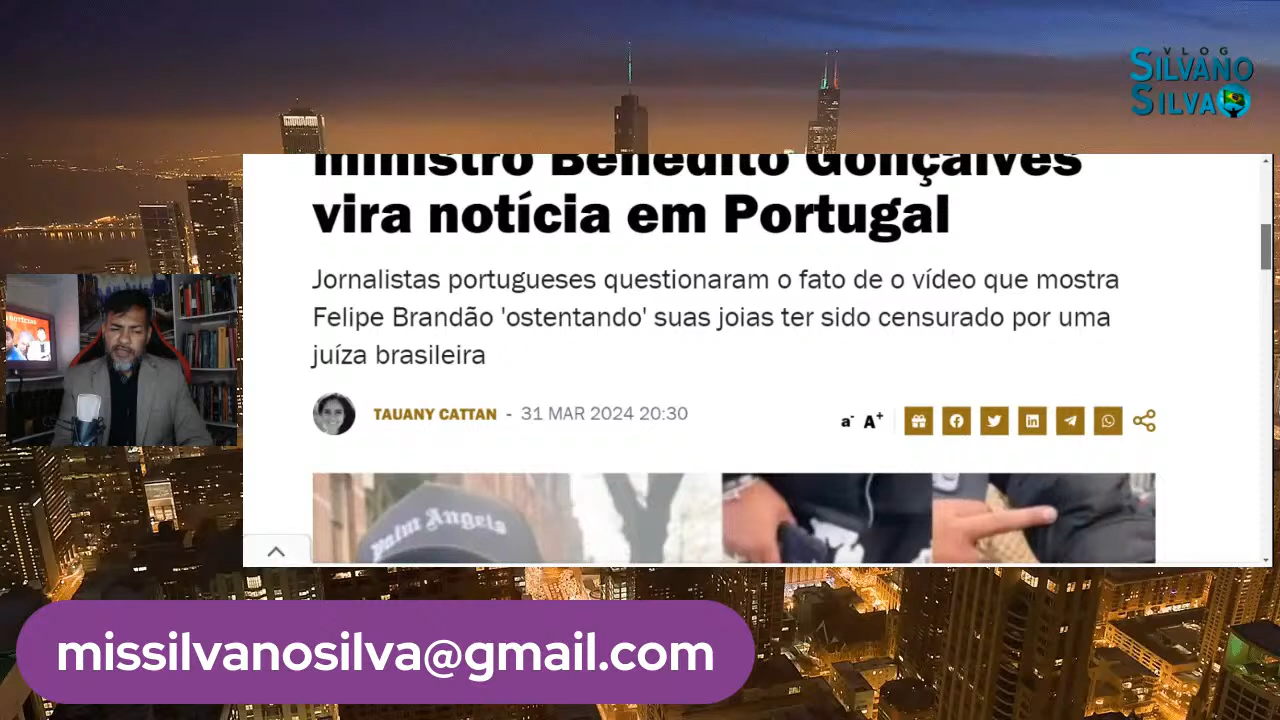 VLOG
SILVANO
SILVA
ministro Benedito Gonçalves
vira notícia em Portugal
Jornalistas portugueses questionaram o fato de o vídeo que mostra
Felipe Brandão 'ostentando' suas joias ter sido censurado por uma
juíza brasileira
TAUANY CATTAN - 31 MAR 2024 20:30
a- A+
NOTÍCIAS
Palm Angels
missilvanosilva@gmail.com